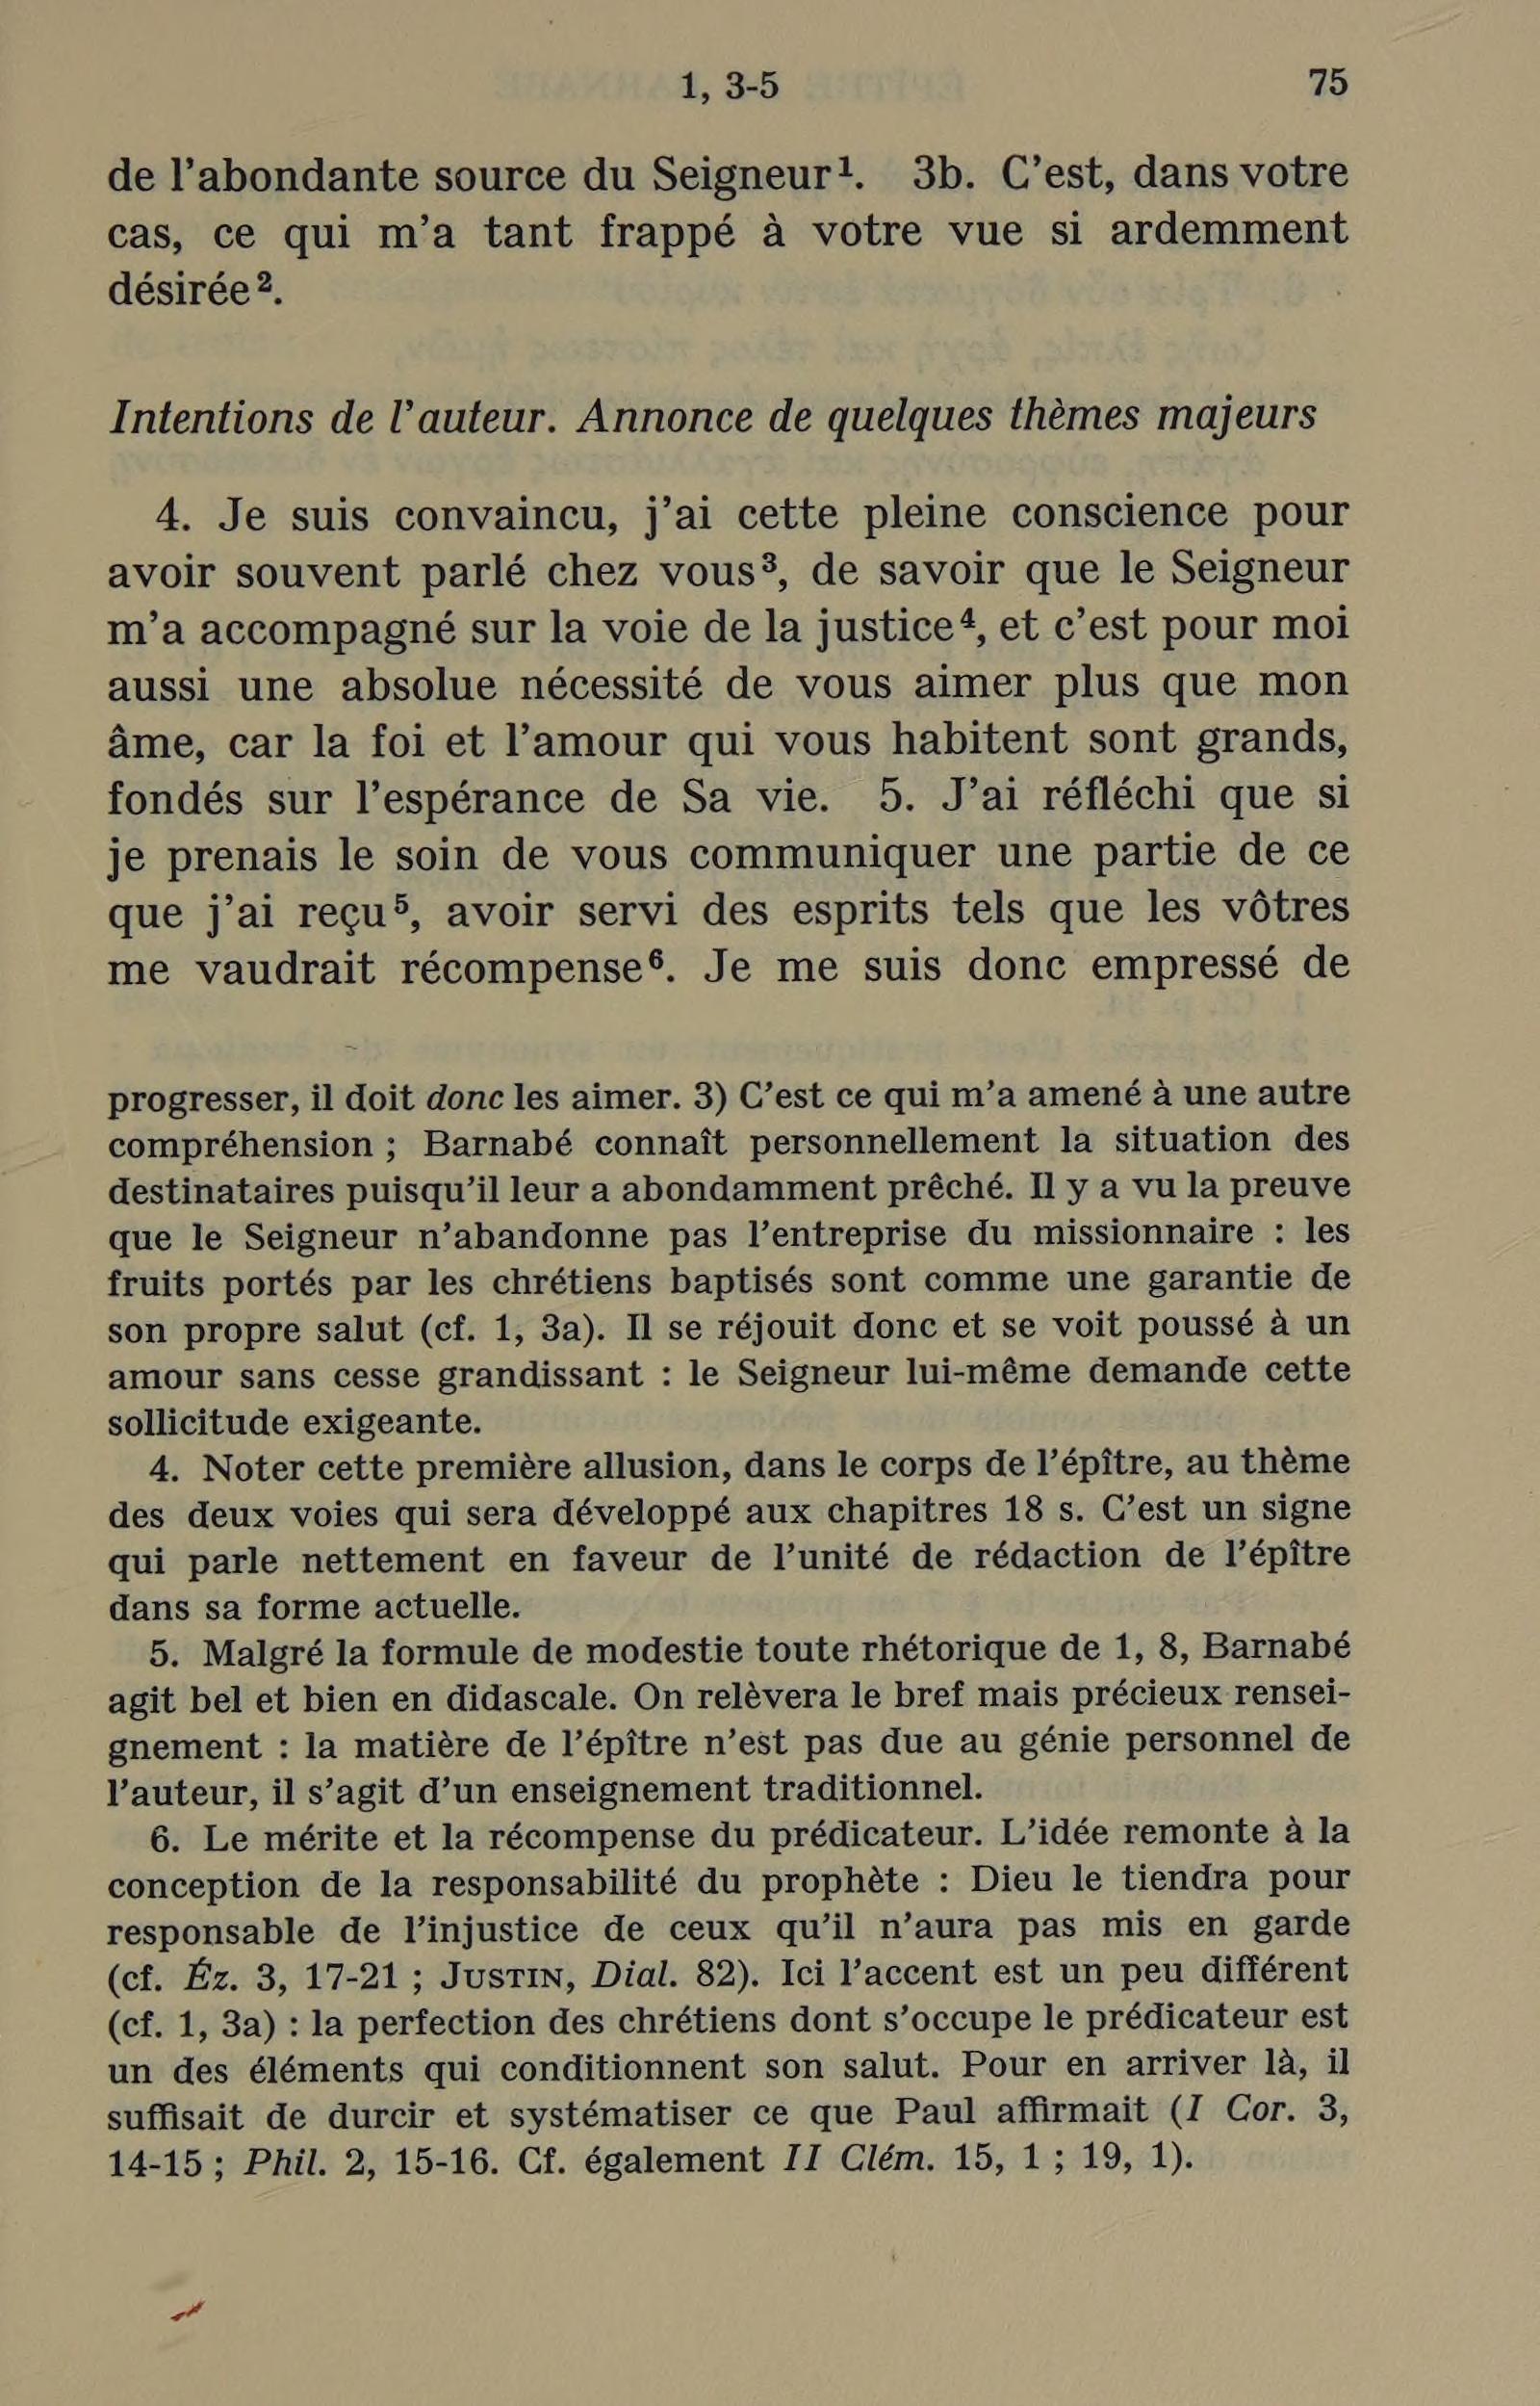 1, 3-5 75
de l’abondante source du Seigneur¹. 3b. C’est, dans votre
cas, ce qui m’a tant frappé à votre vue si ardemment
désirée².
Intentions de l’auteur. Annonce de quelques thèmes majeurs
4. Je suis convaincu, j’ai cette pleine conscience pour
avoir souvent parlé chez vous³, de savoir que le Seigneur
m’a accompagné sur la voie de la justice⁴, et c’est pour moi
aussi une absolue nécessité de vous aimer plus que mon
âme, car la foi et l’amour qui vous habitent sont grands,
fondés sur l’espérance de Sa vie. 5. J’ai réfléchi que si
je prenais le soin de vous communiquer une partie de ce
que j’ai reçu⁵, avoir servi des esprits tels que les vôtres
me vaudrait récompense⁶. Je me suis donc empressé de
progresser, il doit donc les aimer. 3) C’est ce qui m’a amené à une autre
compréhension ; Barnabé connaît personnellement la situation des
destinataires puisqu’il leur a abondamment prêché. Il y a vu la preuve
que le Seigneur n’abandonne pas l’entreprise du missionnaire : les
fruits portés par les chrétiens baptisés sont comme une garantie de
son propre salut (cf. 1, 3a). Il se réjouit donc et se voit poussé à un
amour sans cesse grandissant : le Seigneur lui-même demande cette
sollicitude exigeante.
4. Noter cette première allusion, dans le corps de l’épître, au thème
des deux voies qui sera développé aux chapitres 18 s. C’est un signe
qui parle nettement en faveur de l’unité de rédaction de l’épître
dans sa forme actuelle.
5. Malgré la formule de modestie toute rhétorique de 1, 8, Barnabé
agit bel et bien en didascale. On relèvera le bref mais précieux rensei-
gnement : la matière de l’épître n’est pas due au génie personnel de
l’auteur, il s’agit d’un enseignement traditionnel.
6. Le mérite et la récompense du prédicateur. L’idée remonte à la
conception de la responsabilité du prophète : Dieu le tiendra pour
responsable de l’injustice de ceux qu’il n’aura pas mis en garde
(cf. Éz. 3, 17-21 ; JUSTIN, Dial. 82). Ici l’accent est un peu différent
(cf. 1, 3a) : la perfection des chrétiens dont s’occupe le prédicateur est
un des éléments qui conditionnent son salut. Pour en arriver là, il
suffisait de durcir et systématiser ce que Paul affirmait (I Cor. 3,
14-15 ; Phil. 2, 15-16. Cf. également II Clém. 15, 1 ; 19, 1).